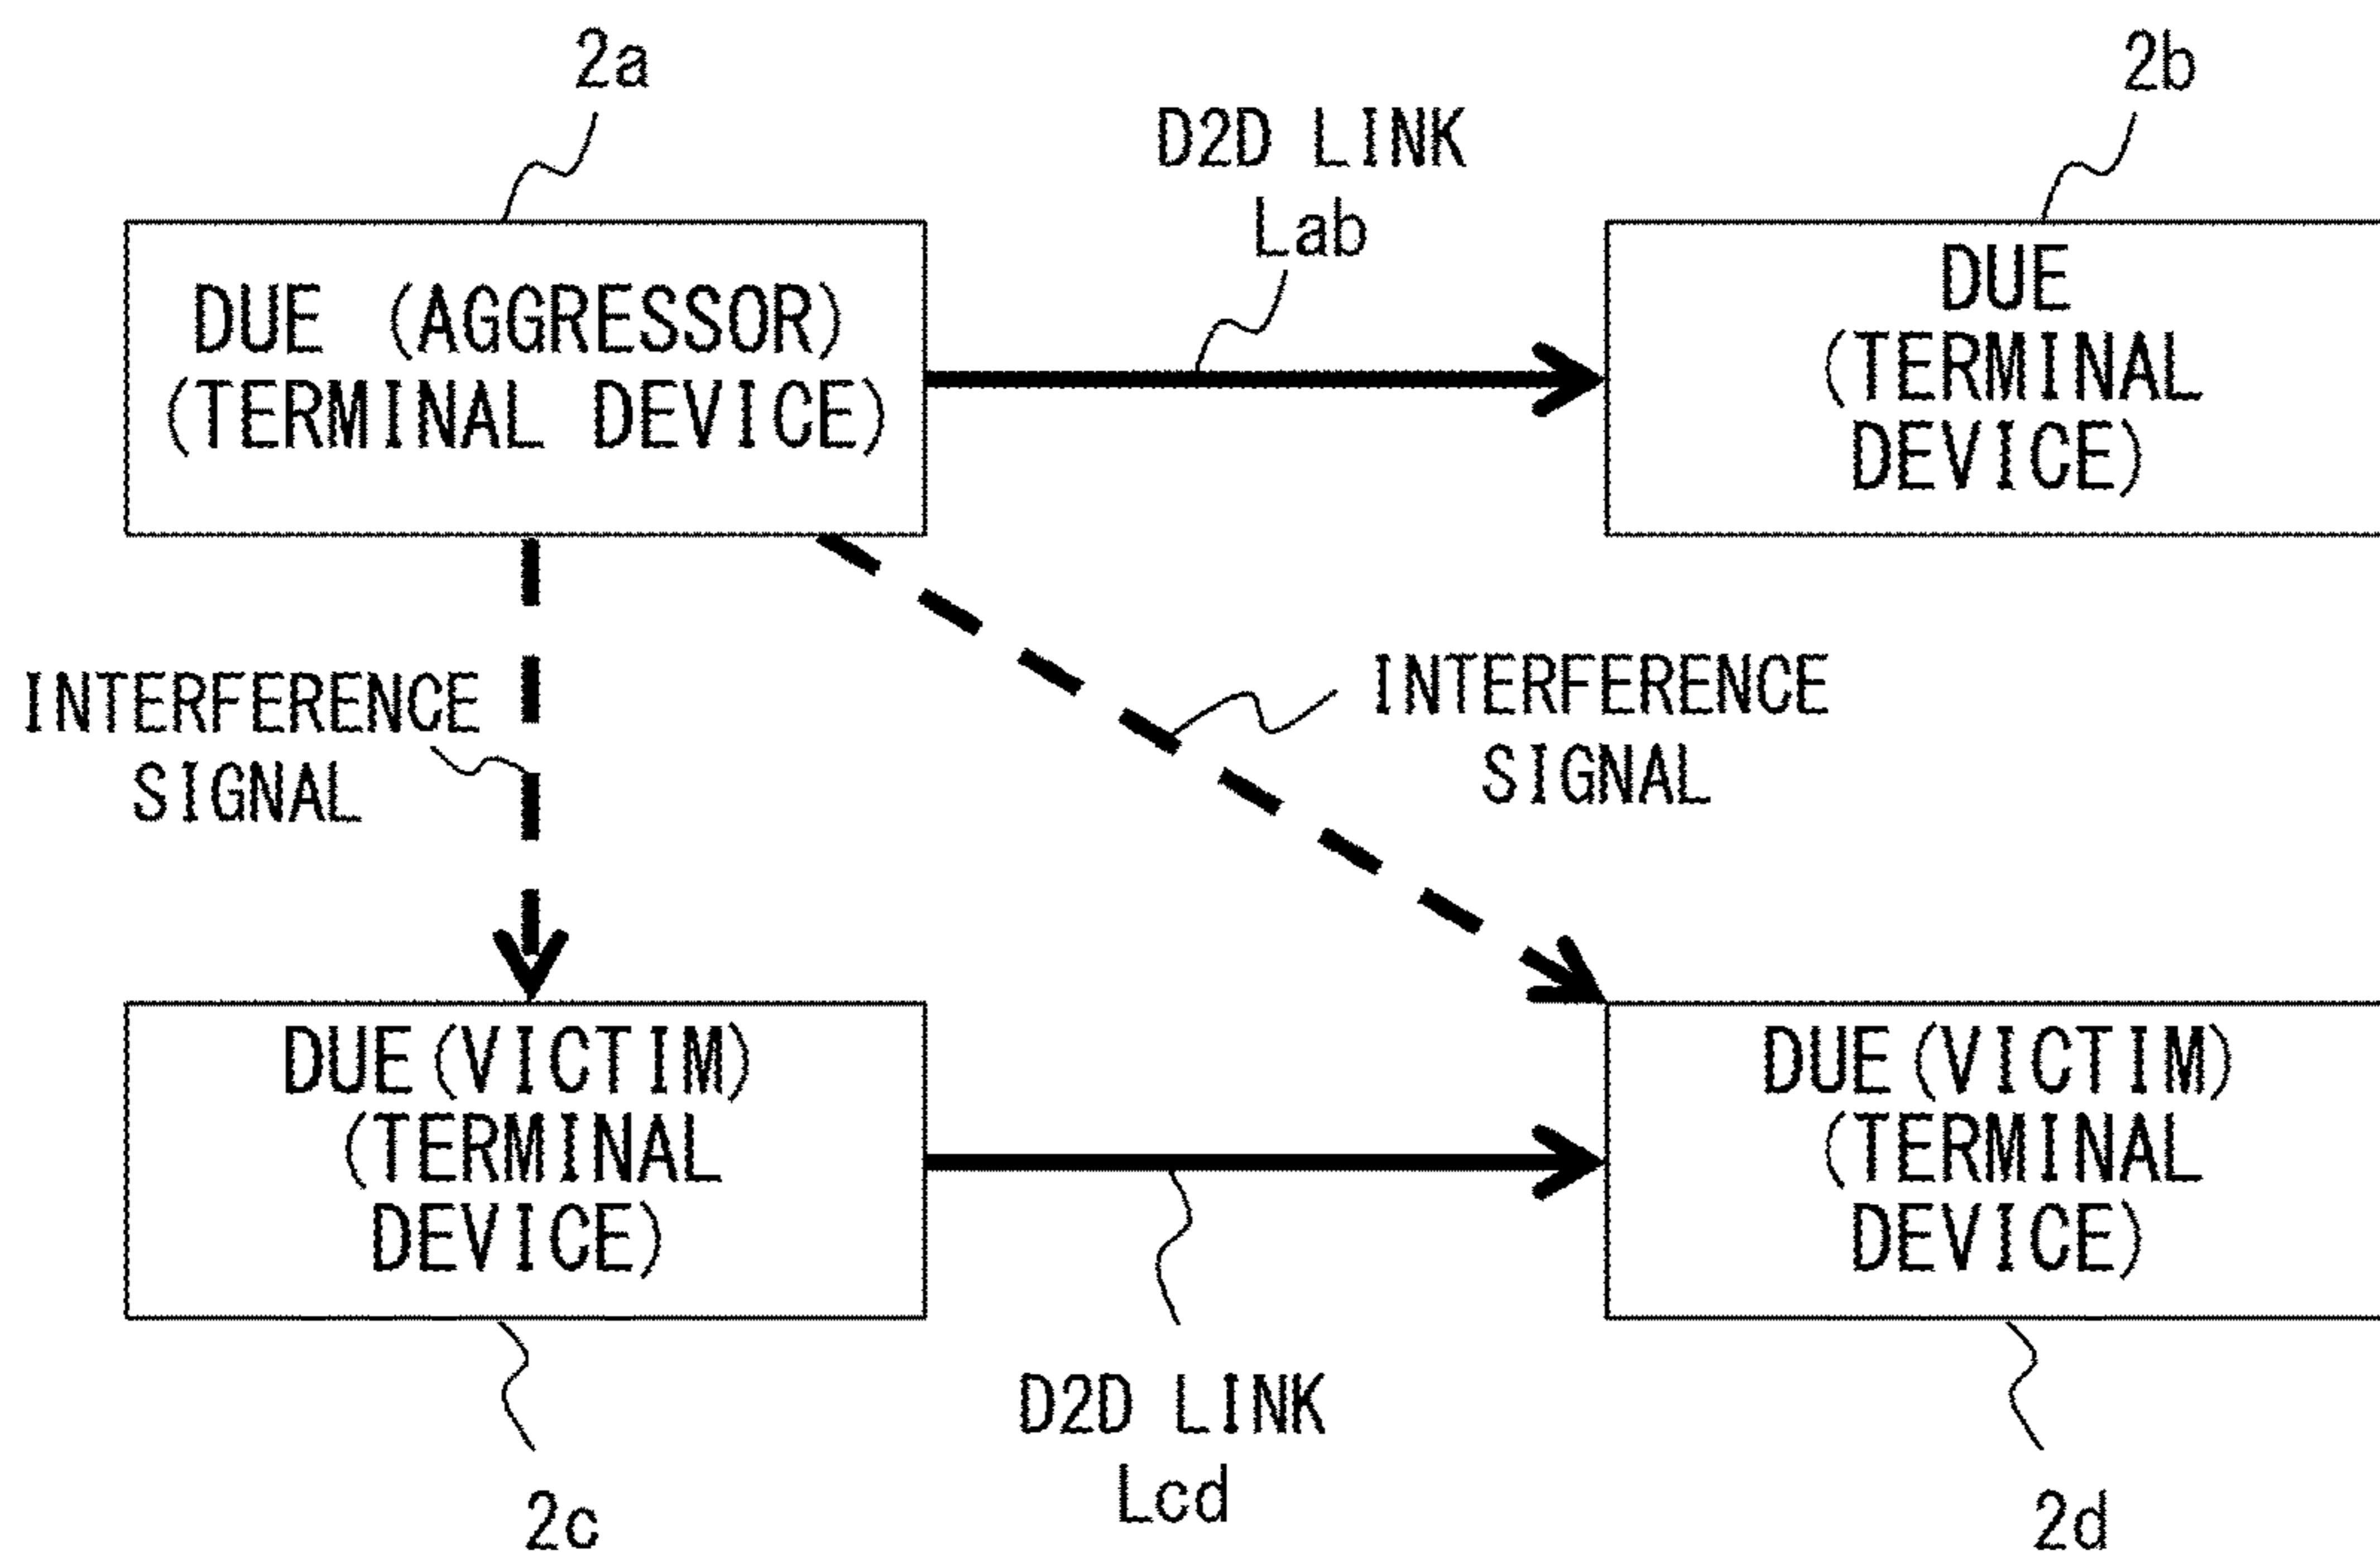 2a
2b
D2D LINK
Lab
DUE (AGGRESSOR)
(TERMINAL DEVICE)
DUE
(TERMINAL
DEVICE)
INTERFERENCE
SIGNAL
INTERFERENCE
SIGNAL
DUE(VICTIM)
(TERMINAL
DEVICE)
DUE(VICTIM)
(TERMINAL
DEVICE)
D2D LINK
Lcd
2c
2d